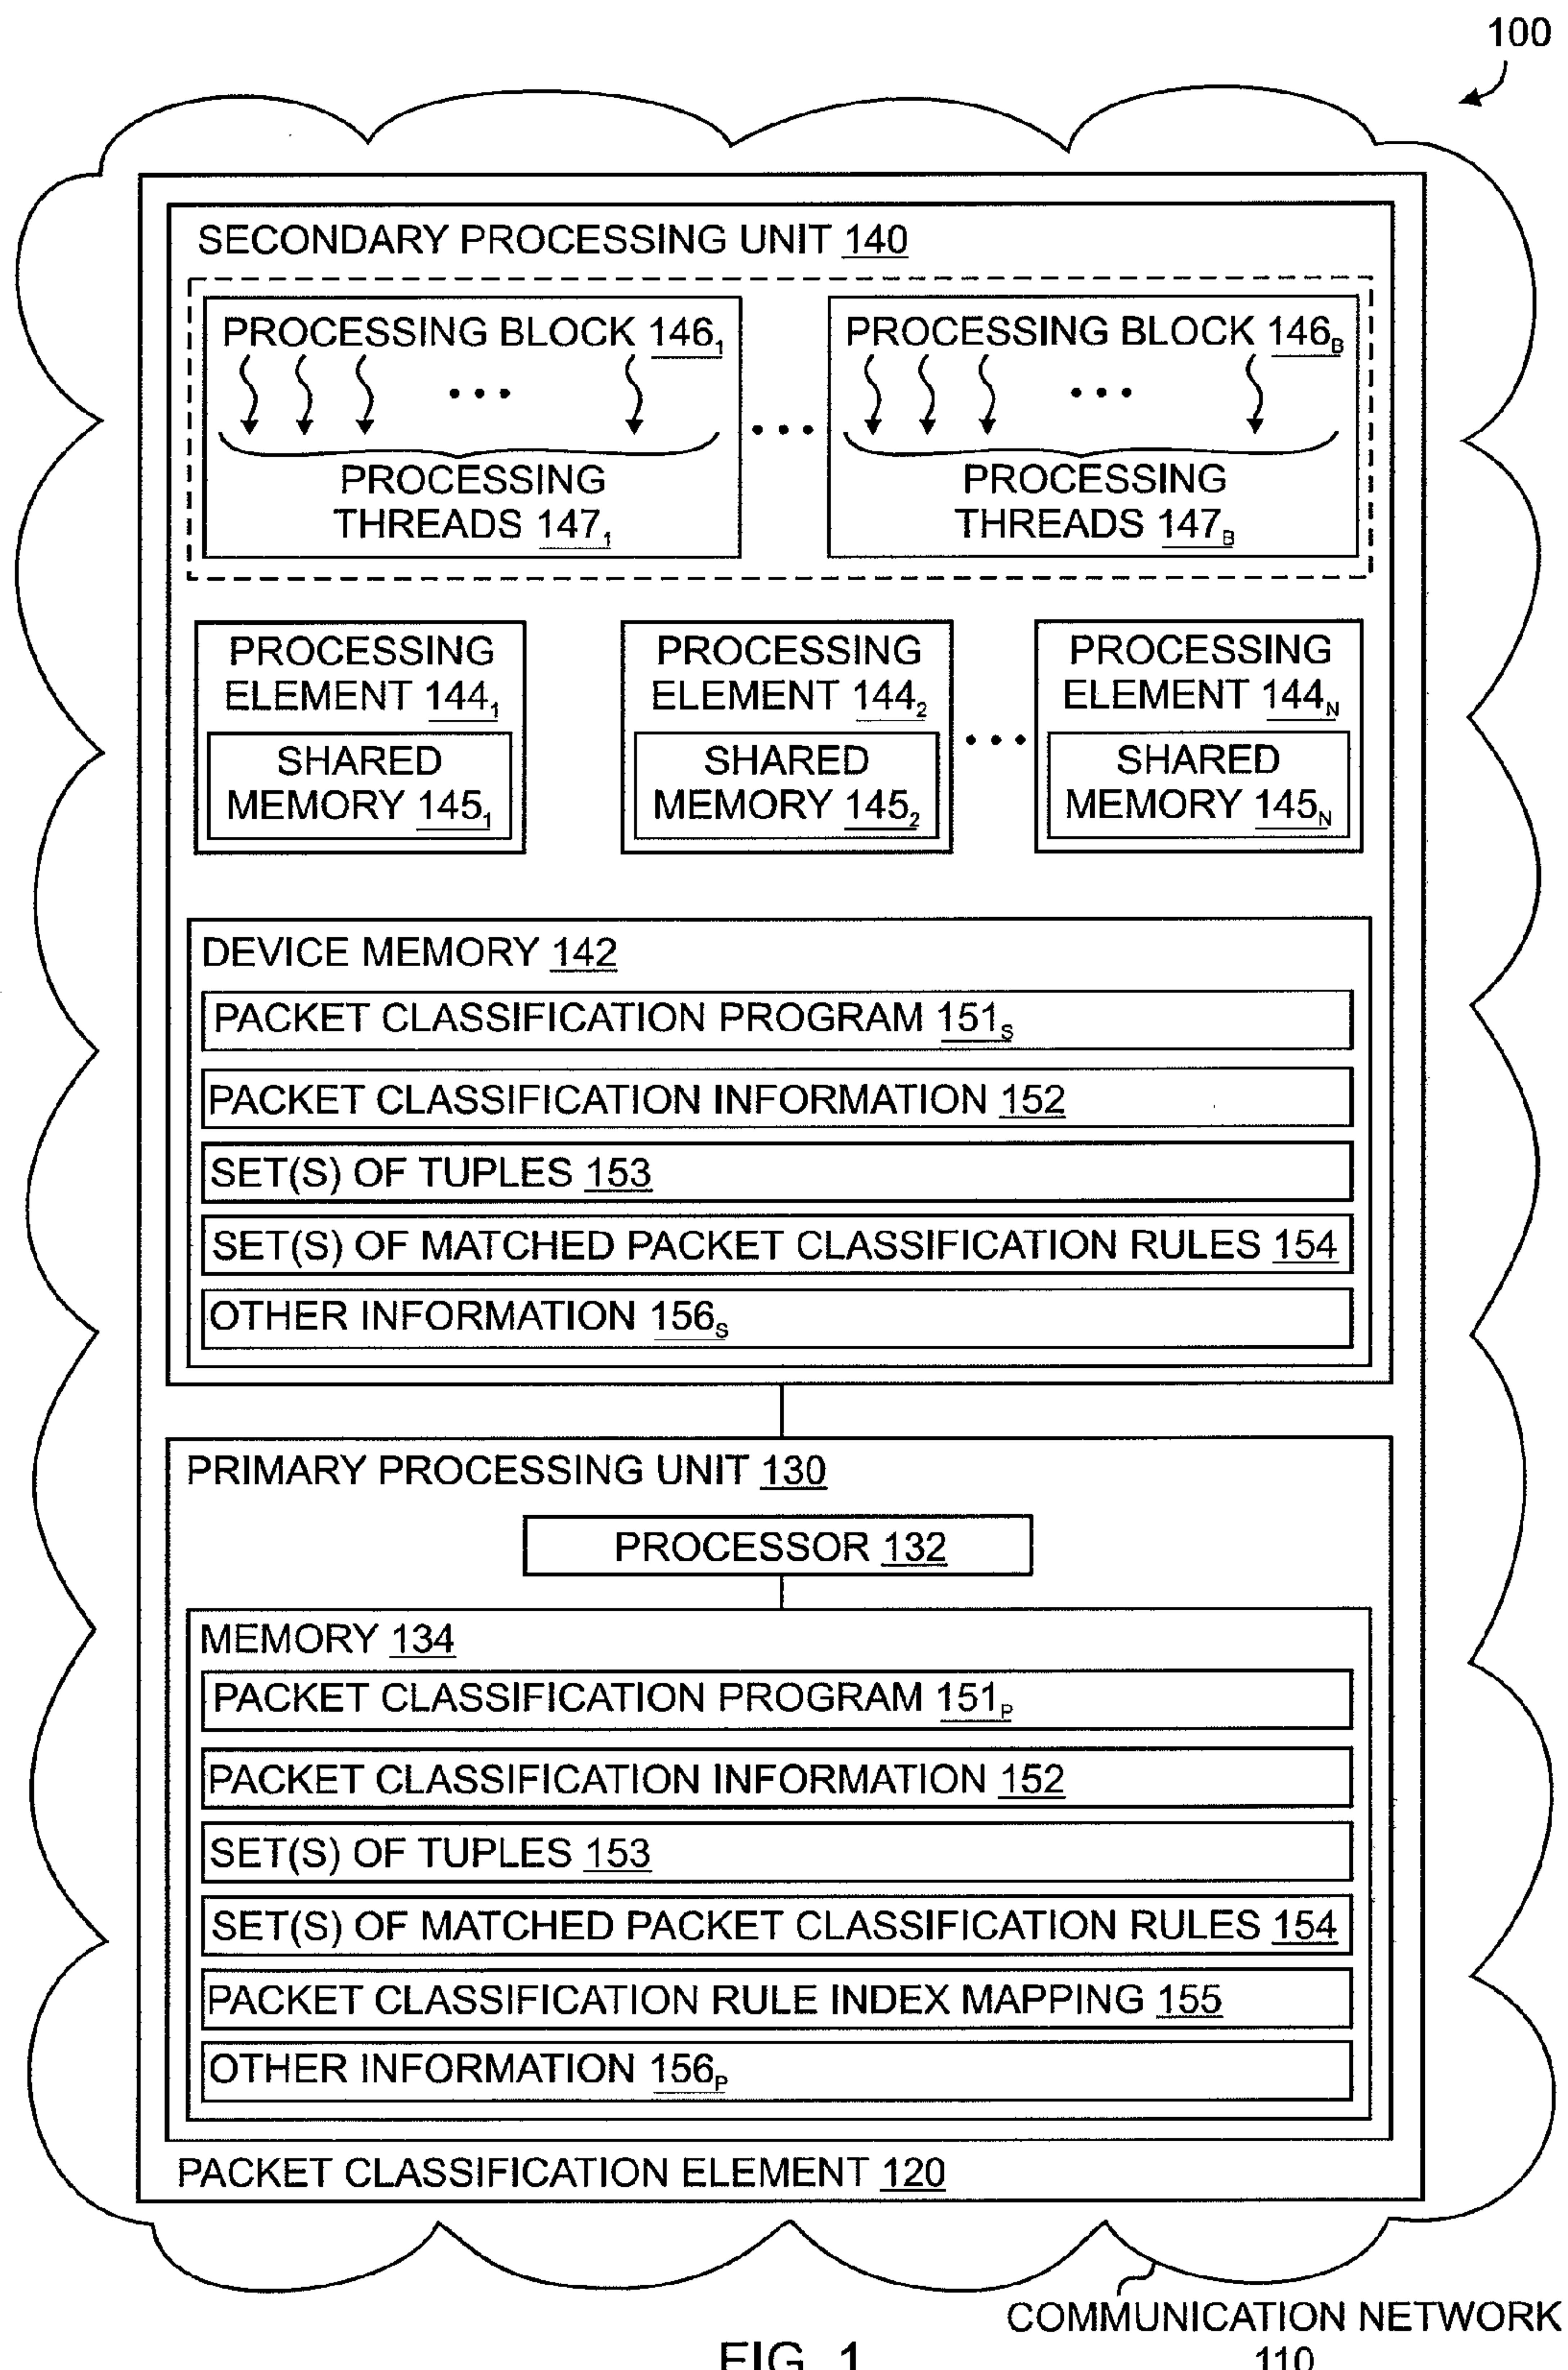 100
SECONDARY PROCESSING UNIT 140
PROCESSING BLOCK 146₁
PROCESSING BLOCK 146B
PROCESSING
THREADS 147₁
PROCESSING
THREADS 147B
PROCESSING
ELEMENT 144₁
SHARED
MEMORY 145₁
PROCESSING
ELEMENT 144₂
SHARED
MEMORY 145₂
PROCESSING
ELEMENT 144N
SHARED
MEMORY 145N
DEVICE MEMORY 142
PACKET CLASSIFICATION PROGRAM 151S
PACKET CLASSIFICATION INFORMATION 152
SET(S) OF TUPLES 153
SET(S) OF MATCHED PACKET CLASSIFICATION RULES 154
OTHER INFORMATION 156S
PRIMARY PROCESSING UNIT 130
PROCESSOR 132
MEMORY 134
PACKET CLASSIFICATION PROGRAM 151P
PACKET CLASSIFICATION INFORMATION 152
SET(S) OF TUPLES 153
SET(S) OF MATCHED PACKET CLASSIFICATION RULES 154
PACKET CLASSIFICATION RULE INDEX MAPPING 155
OTHER INFORMATION 156P
PACKET CLASSIFICATION ELEMENT 120
COMMUNICATION NETWORK
110
FIG. 1